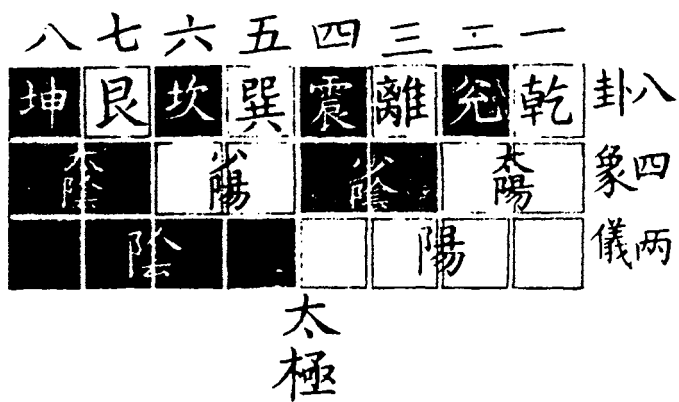 一 二 三 四 五 六 七 八
八卦 乾 兌 離 震 巽 坎 艮 坤
四象 太陽 少陰 少陽 太陰
两儀 陽 陰
太極